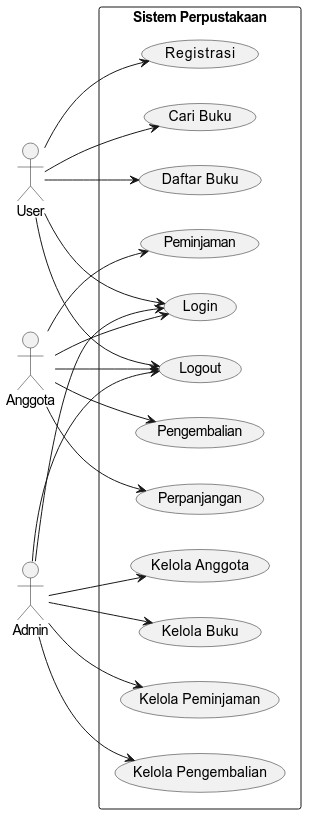 Sistem Perpustakaan
Registrasi
Cari Buku
Daftar Buku
User
Peminjaman
Login
Logout
Anggota
Pengembalian
Perpanjangan
Kelola Anggota
Admin
Kelola Buku
Kelola Peminjaman
Kelola Pengembalian